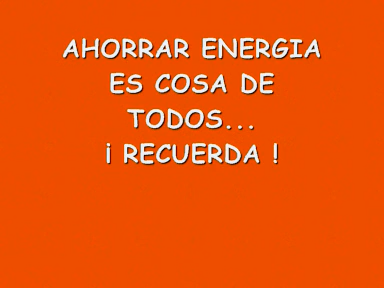 AHORRAR ENERGIA
ES COSA DE
TODOS...
¡ RECUERDA !